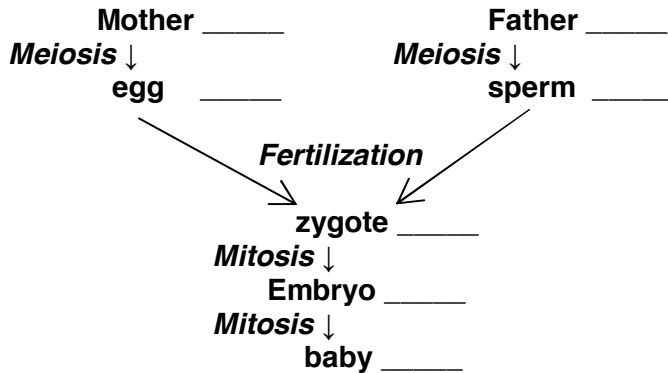 Mother _____ Father _____
Meiosis ↓ Meiosis ↓
egg _____ sperm _____
Fertilization
zygote _____
Mitosis ↓
Embryo _____
Mitosis ↓
baby _____